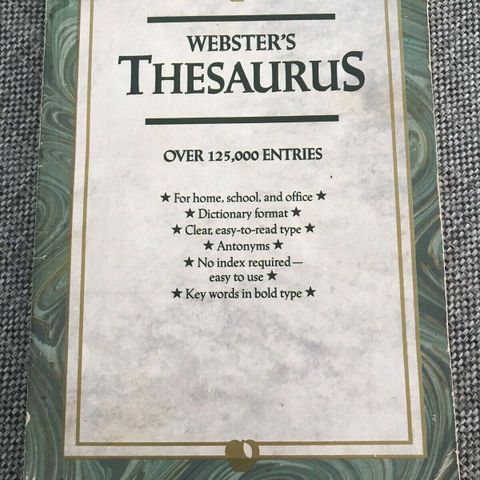 WEBSTER'S
THESAURUS
OVER 125,000 ENTRIES
★ For home, school, and office ★
★ Dictionary format ★
★ Clear, easy-to-read type ★
★ Antonyms ★
★ No index required—
easy to use ★
★ Key words in bold type ★